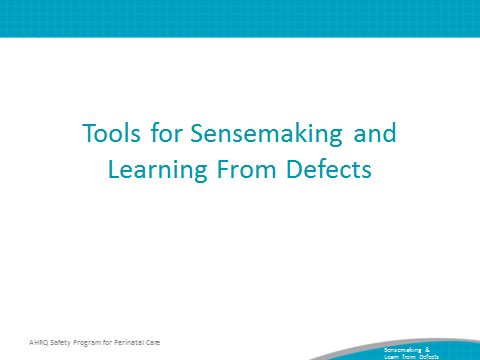 Tools for Sensemaking and
Learning From Defects
AHRQ Safety Program for Perinatal Care
Sensemaking &
Learn from Defects